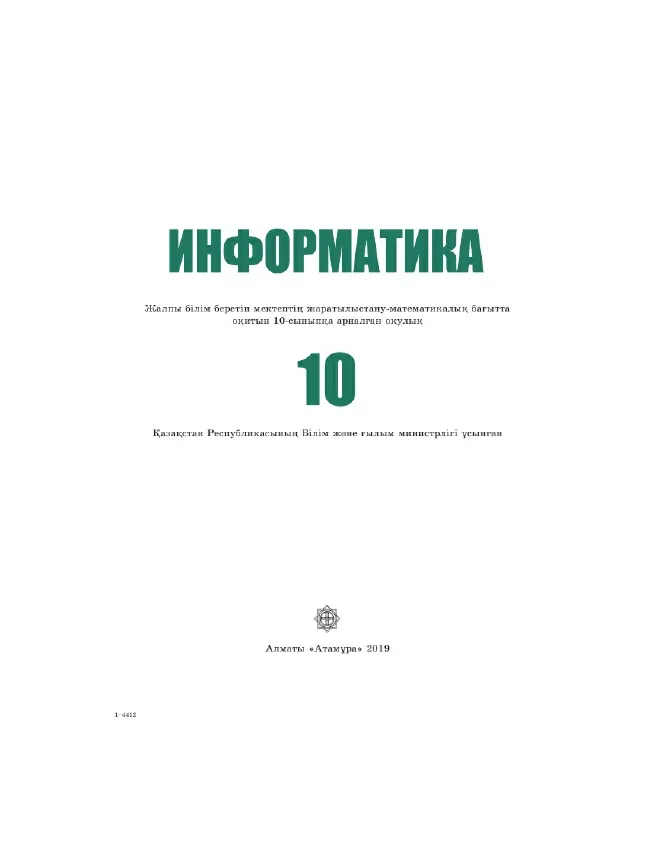 ИНФОРМАТИКА
Жалпы білім беретін мектептің жаратылыстану-математикалық бағытта
оқитын 10-сыныпқа арналған оқулық
10
Қазақстан Республикасының Білім және ғылым министрлігі ұсынған
Алматы «Атамұра» 2019
1–4412